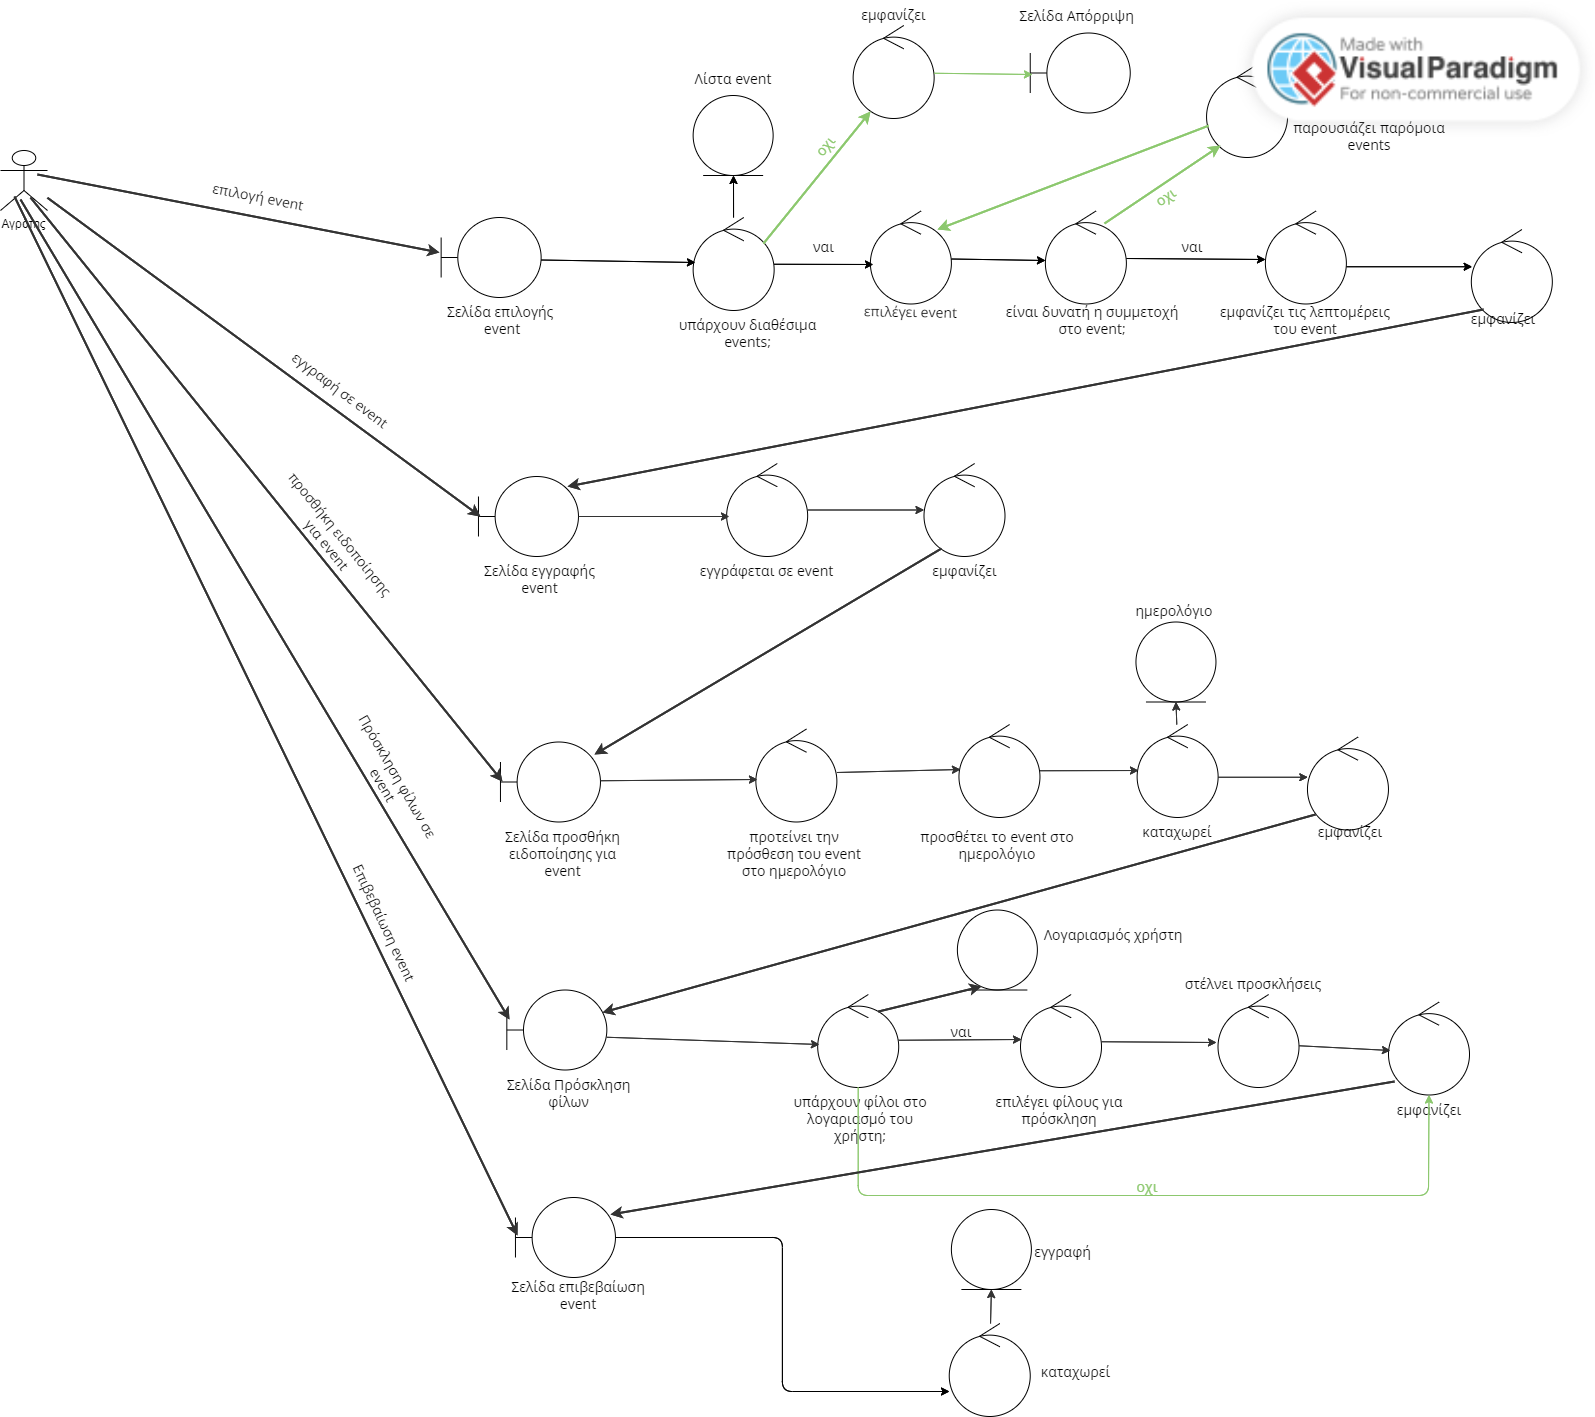 εμφανίζει
Σελίδα Απόρριψη
Made with
Visual Paradigm
For non-commercial use
Λίστα event
οχι
παρουσιάζει παρόμοια
events
οχι
Αγρότης
επιλογή event
ναι
ναι
Σελίδα επιλογής
event
υπάρχουν διαθέσιμα
events;
επιλέγει event
είναι δυνατή η συμμετοχή
στο event;
εμφανίζει τις λεπτομέρεις
του event
εμφανίζει
εγγραφή σε event
Σελίδα εγγραφής
event
εγγράφεται σε event
εμφανίζει
προσθήκη ειδοποίησης
για event
ημερολόγιο
Σελίδα προσθήκη
ειδοποίησης για
event
προτείνει την
πρόσθεση του event
στο ημερολόγιο
προσθέτει το event στο
ημερολόγιο
καταχωρεί
εμφανίζει
Πρόσκληση φίλων σε
event
Λογαριασμός χρήστη
στέλνει προσκλήσεις
ναι
Σελίδα Πρόσκληση
φίλων
υπάρχουν φίλοι στο
λογαριασμό του
χρήστη;
επιλέγει φίλους για
πρόσκληση
εμφανίζει
οχι
Επιβεβαίωση event
Σελίδα επιβεβαίωση
event
εγγραφή
καταχωρεί